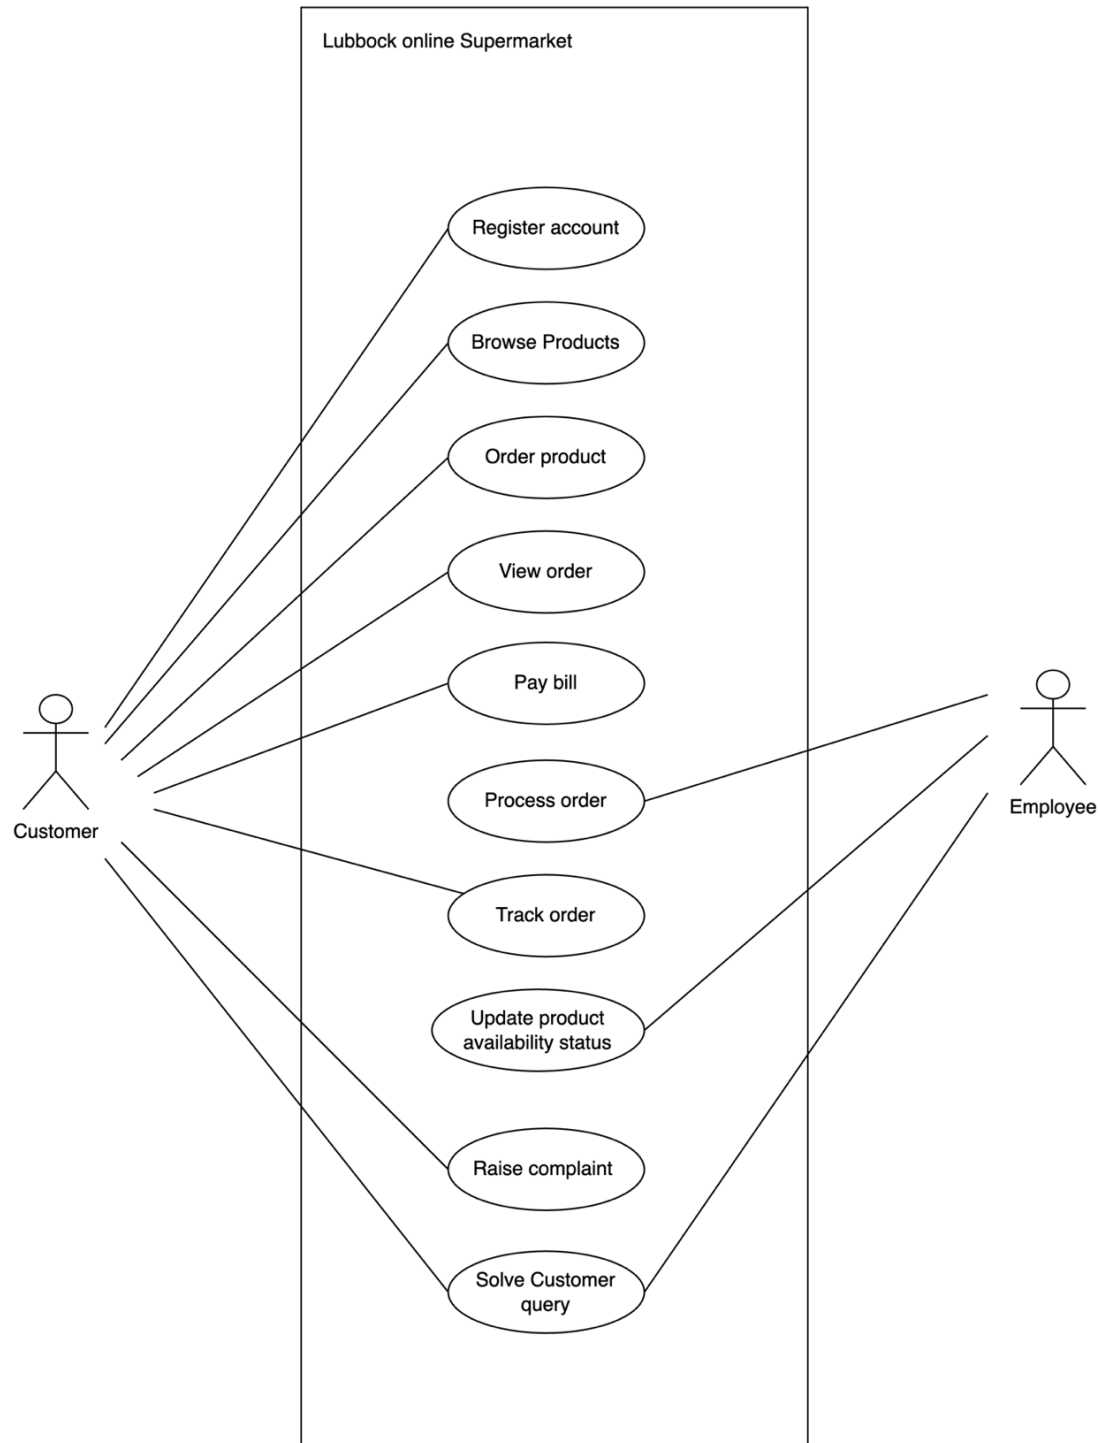 Lubbock online Supermarket
Register account
Browse Products
Order product
View order
Pay bill
Process order
Customer
Employee
Track order
Update product
availability status
Raise complaint
Solve Customer
query